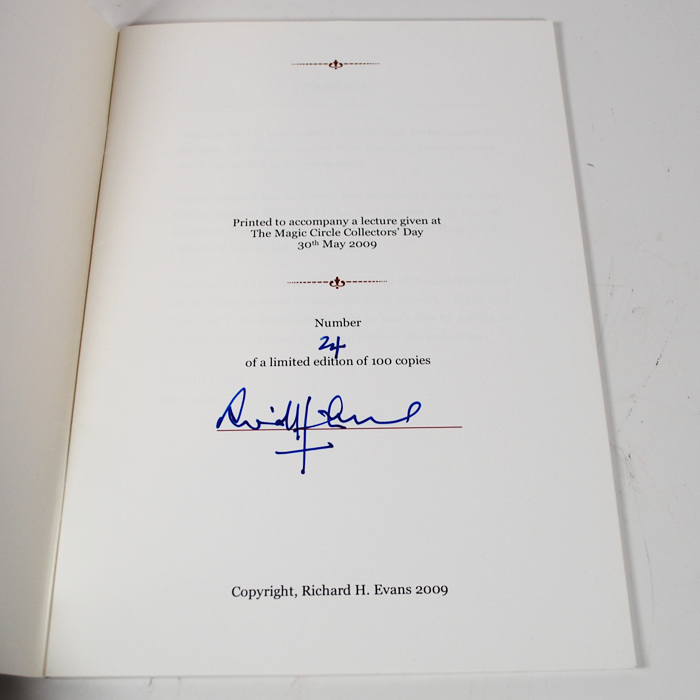 Printed to accompany a lecture given at
The Magic Circle Collectors' Day
30th May 2009
Number
24
of a limited edition of 100 copies
Copyright, Richard H. Evans 2009